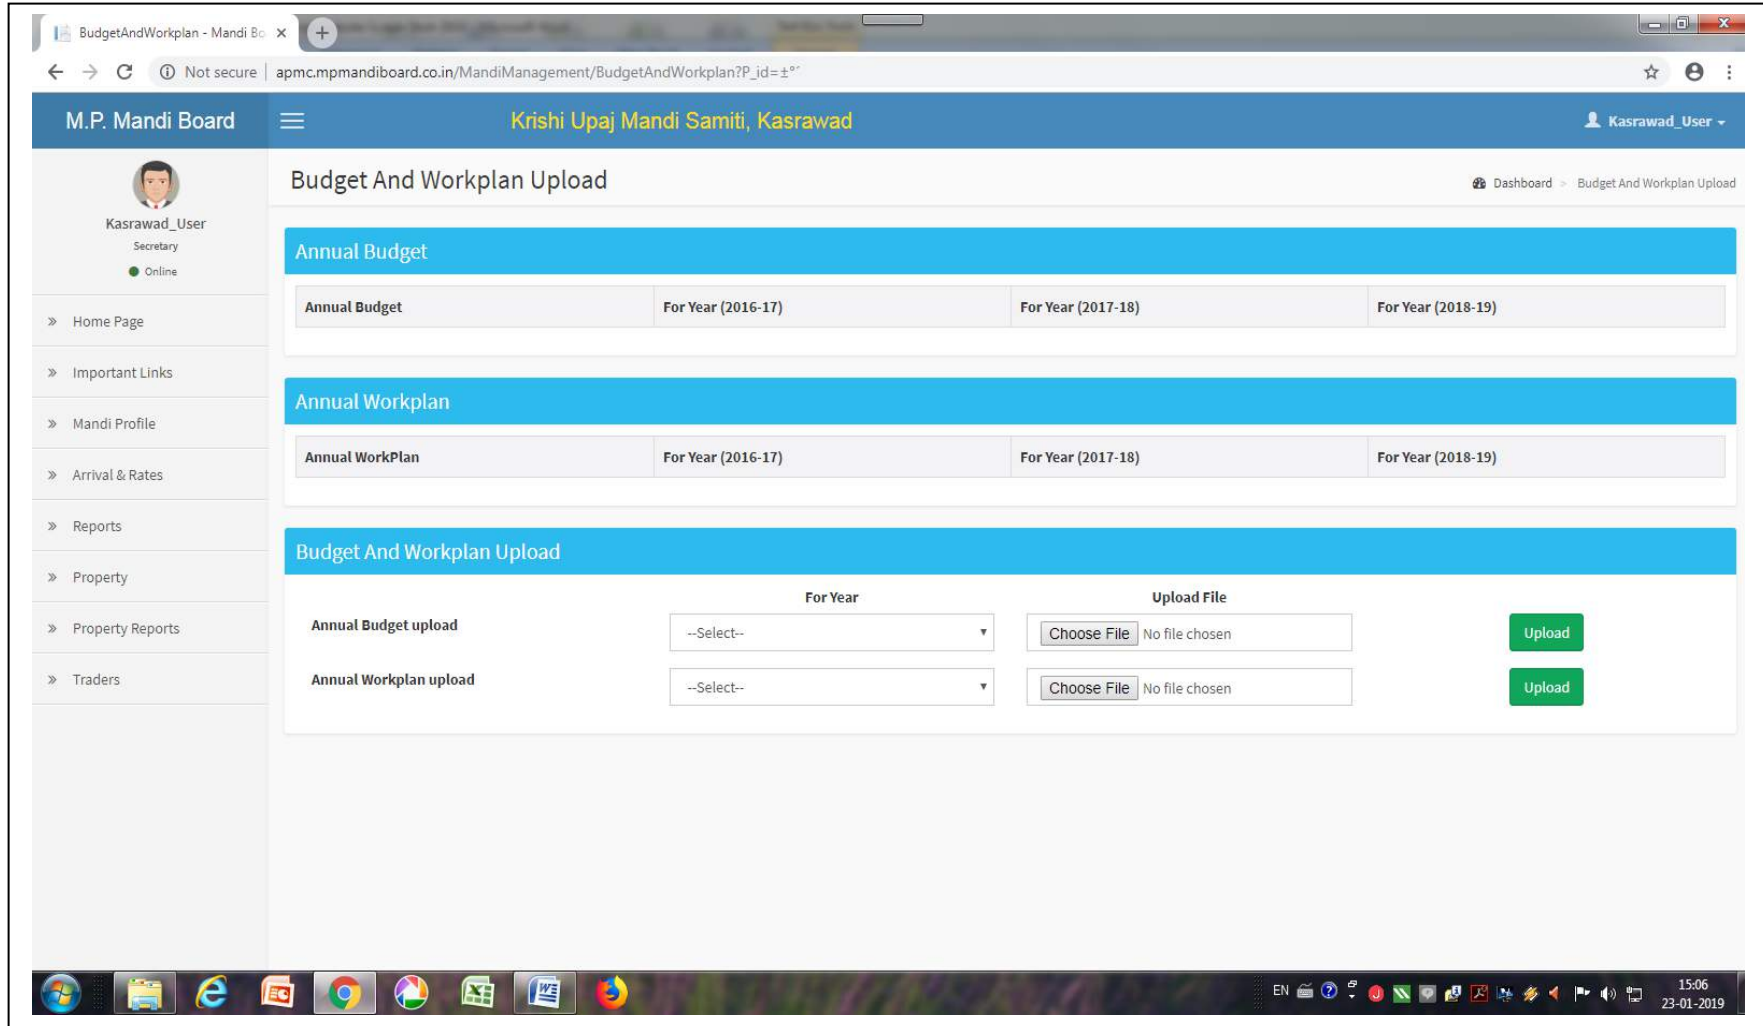 BudgetAndWorkplan - Mandi Bo
Not secure | apmc.mpmandiboard.co.in/MandiManagement/BudgetAndWorkplan?P_id=±°´
M.P. Mandi Board
Krishi Upaj Mandi Samiti, Kasrawad
Kasrawad_User
Budget And Workplan Upload
Dashboard > Budget And Workplan Upload
Kasrawad_User
Secretary
Online
Home Page
Important Links
Mandi Profile
Arrival & Rates
Reports
Property
Property Reports
Traders
Annual Budget
Annual Budget For Year (2016-17) For Year (2017-18) For Year (2018-19)
Annual Workplan
Annual WorkPlan For Year (2016-17) For Year (2017-18) For Year (2018-19)
Budget And Workplan Upload
For Year Upload File
Annual Budget upload --Select-- Choose File No file chosen Upload
Annual Workplan upload --Select-- Choose File No file chosen Upload
EN 15:06
23-01-2019